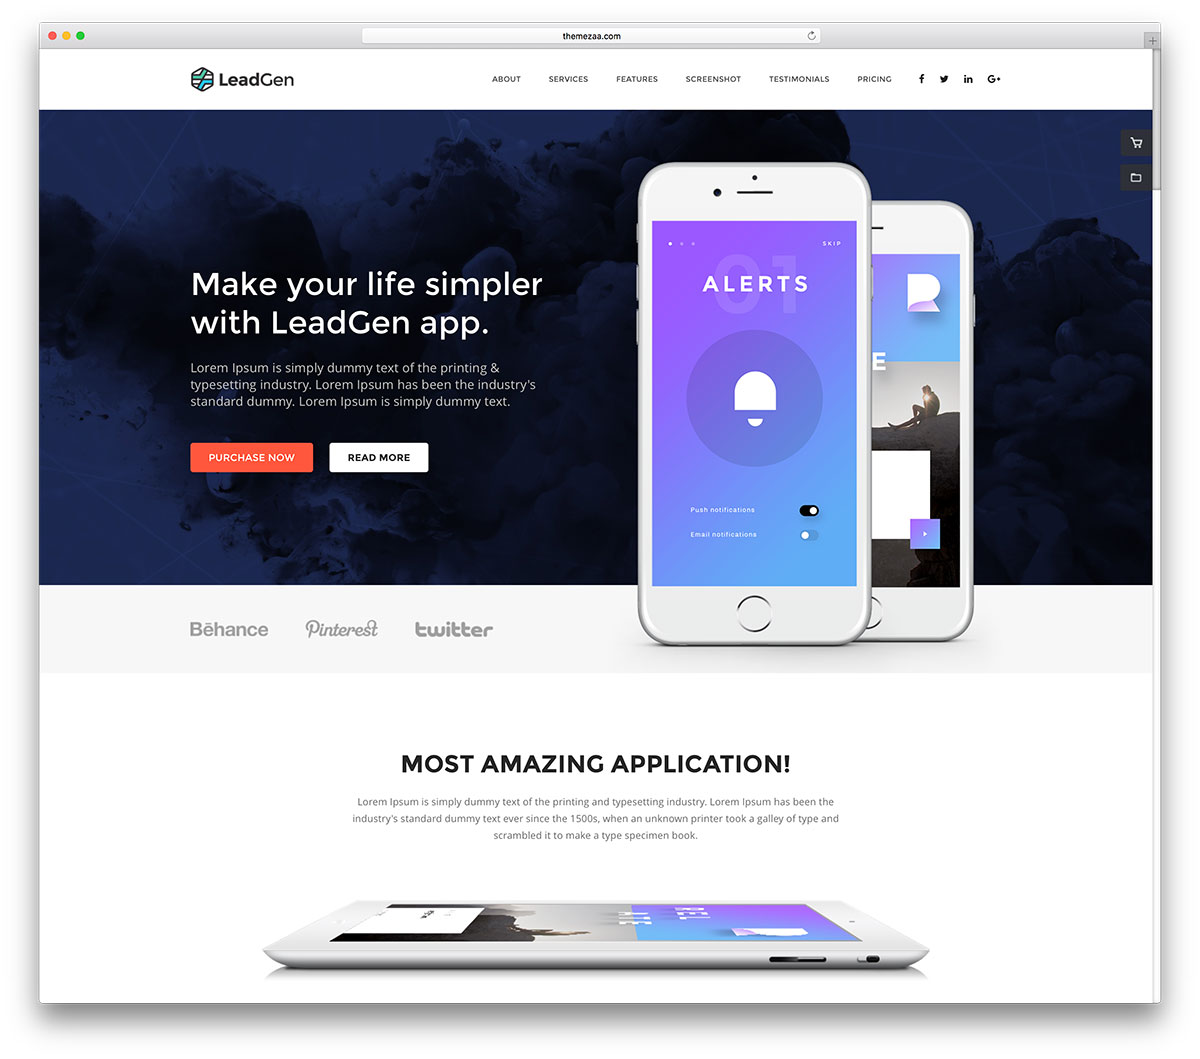 themezaa.com
LeadGen
ABOUT SERVICES FEATURES SCREENSHOT TESTIMONIALS PRICING
Make your life simpler
with LeadGen app.
Lorem Ipsum is simply dummy text of the printing &
typesetting industry. Lorem Ipsum has been the industry's
standard dummy. Lorem Ipsum is simply dummy text.
PURCHASE NOW READ MORE
SKIP
01
ALERTS
Push notifications
Email notifications
R
E
Bēhance Pinterest twitter
MOST AMAZING APPLICATION!
Lorem Ipsum is simply dummy text of the printing and typesetting industry. Lorem Ipsum has been the
industry's standard dummy text ever since the 1500s, when an unknown printer took a galley of type and
scrambled it to make a type specimen book.